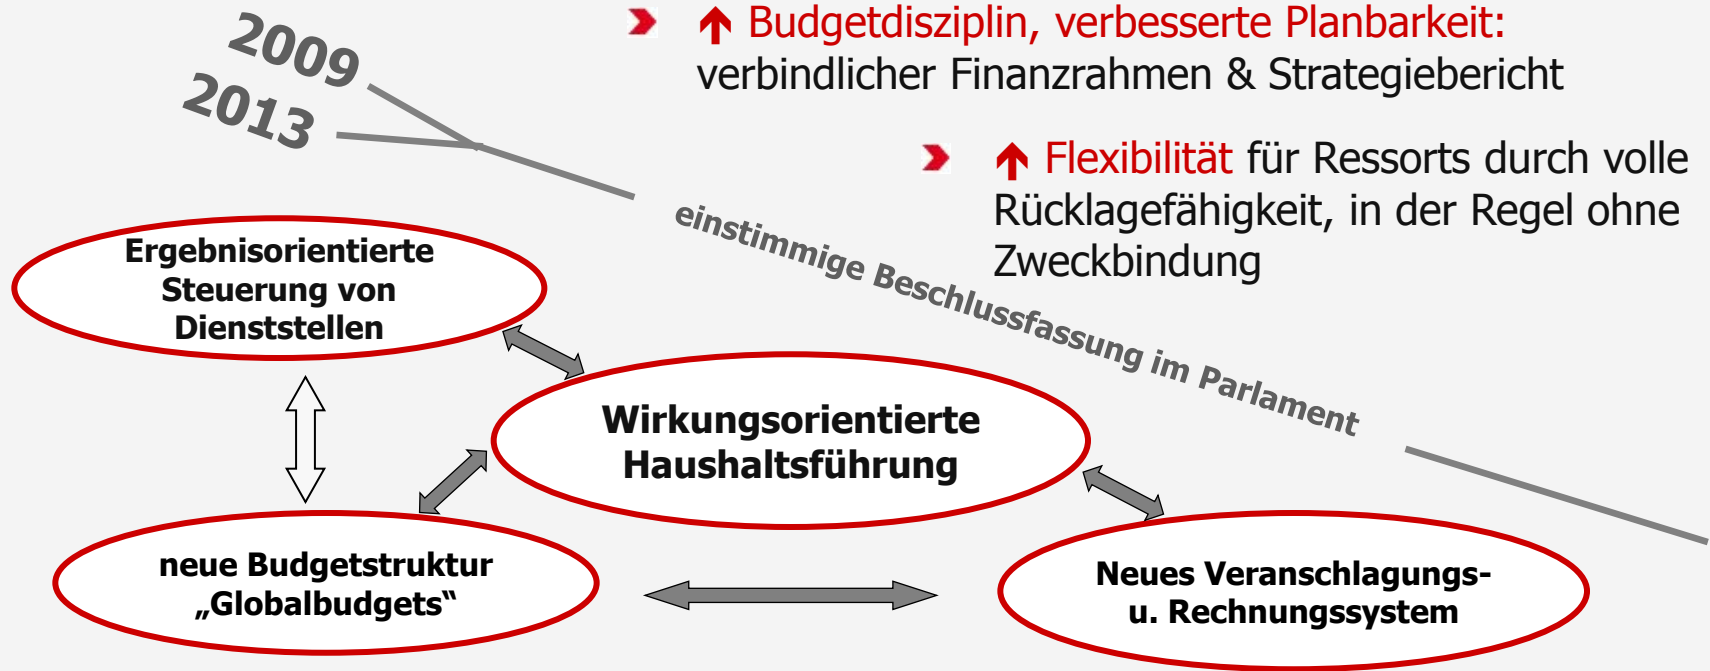 2009
2013
↑ Budgetdisziplin, verbesserte Planbarkeit:
verbindlicher Finanzrahmen & Strategiebericht
↑ Flexibilität für Ressorts durch volle
Rücklagefähigkeit, in der Regel ohne
Zweckbindung
einstimmige Beschlussfassung im Parlament
Ergebnisorientierte
Steuerung von
Dienststellen
Wirkungsorientierte
Haushaltsführung
neue Budgetstruktur
„Globalbudgets“
Neues Veranschlagungs-
u. Rechnungssystem